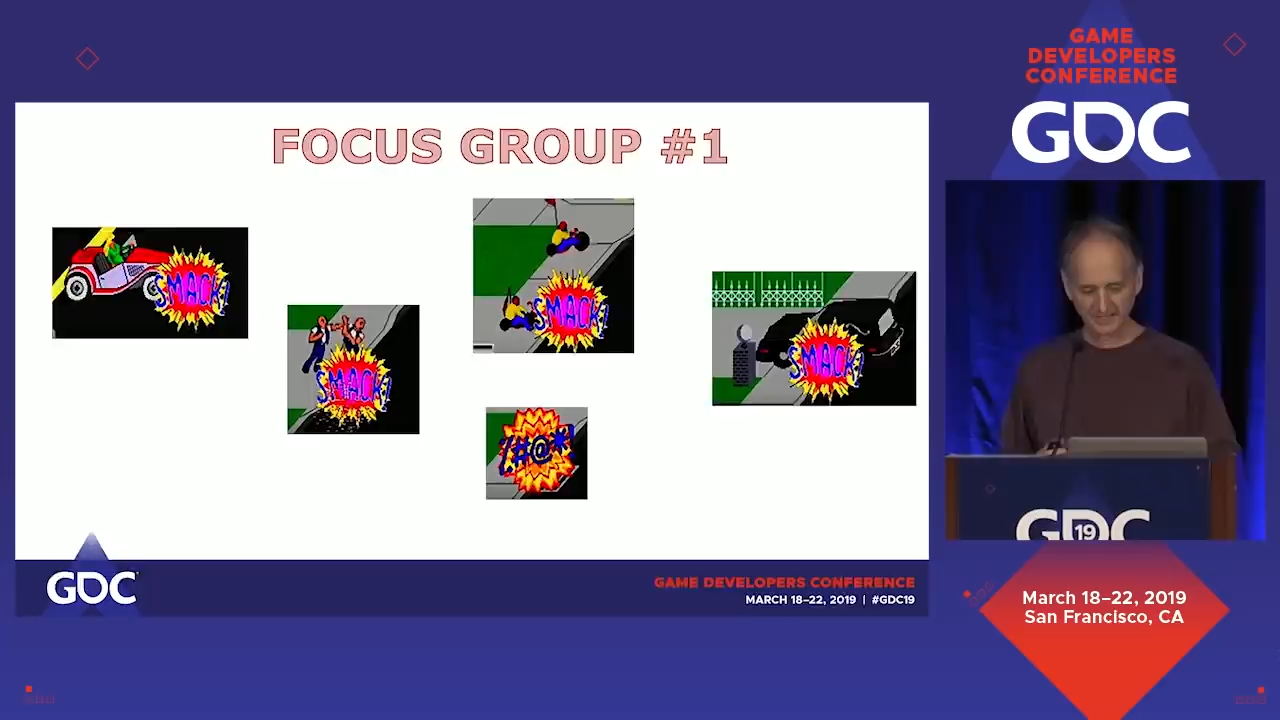 GAME
DEVELOPERS
CONFERENCE
GDC
FOCUS GROUP #1
SMACK!
SMACK!
SMACK!
SMACK!
%#@*!
GDC
GAME DEVELOPERS CONFERENCE
MARCH 18–22, 2019 | #GDC19
GDC
19
March 18–22, 2019
San Francisco, CA